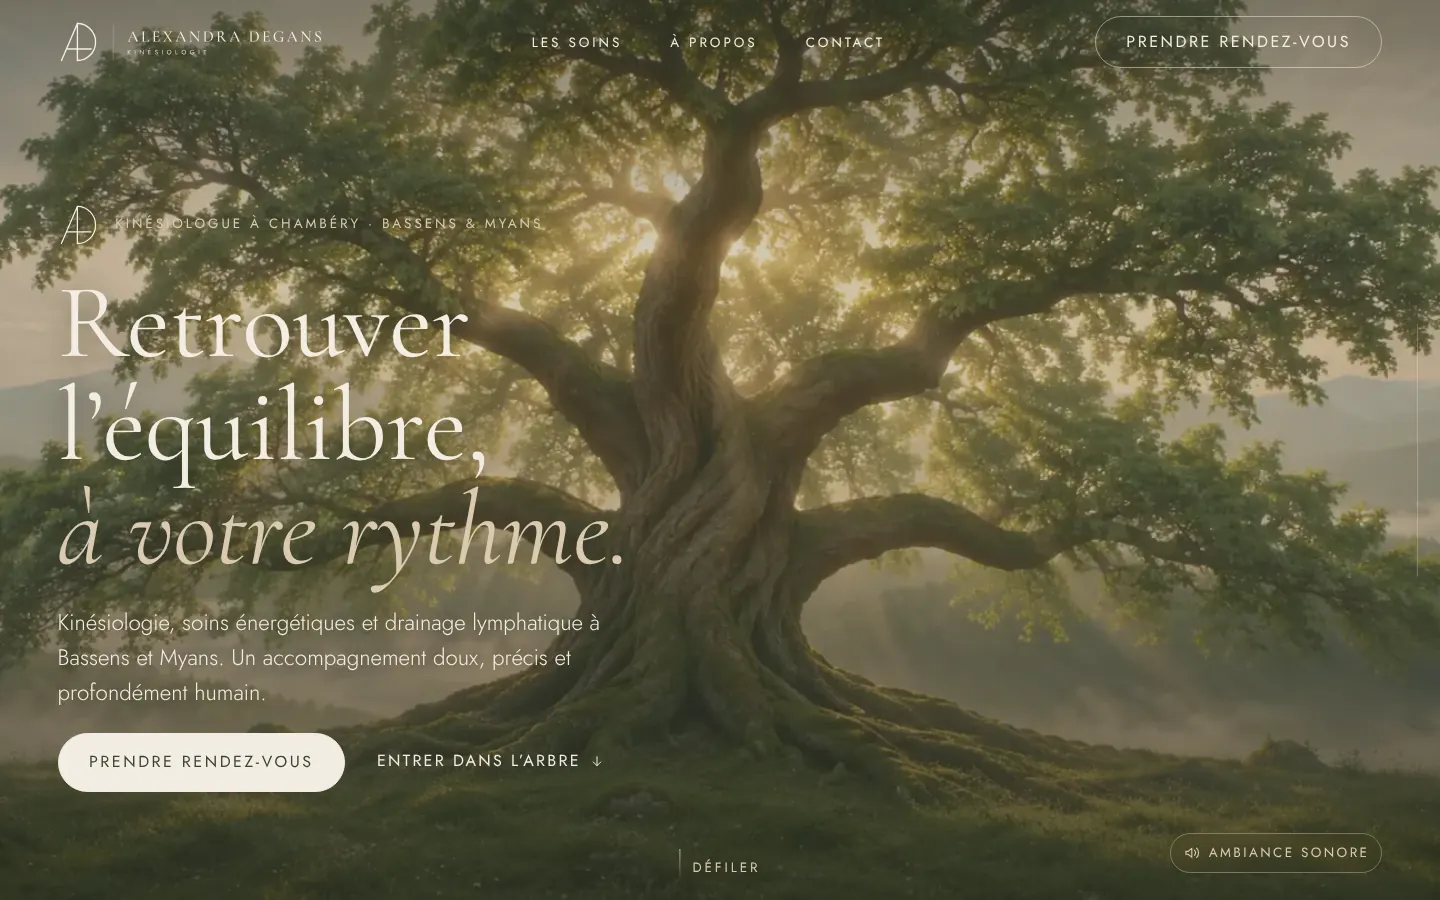 AD
ALEXANDRA DEGANS
KINÉSIOLOGIE
LES SOINS
À PROPOS
CONTACT
PRENDRE RENDEZ-VOUS
AD
KINÉSIOLOGUE À CHAMBÉRY · BASSENS & MYANS
Retrouver
l’équilibre,
à votre rythme.
Kinésiologie, soins énergétiques et drainage lymphatique à
Bassens et Myans. Un accompagnement doux, précis et
profondément humain.
PRENDRE RENDEZ-VOUS
ENTRER DANS L’ARBRE ↓
DÉFILER
AMBIANCE SONORE